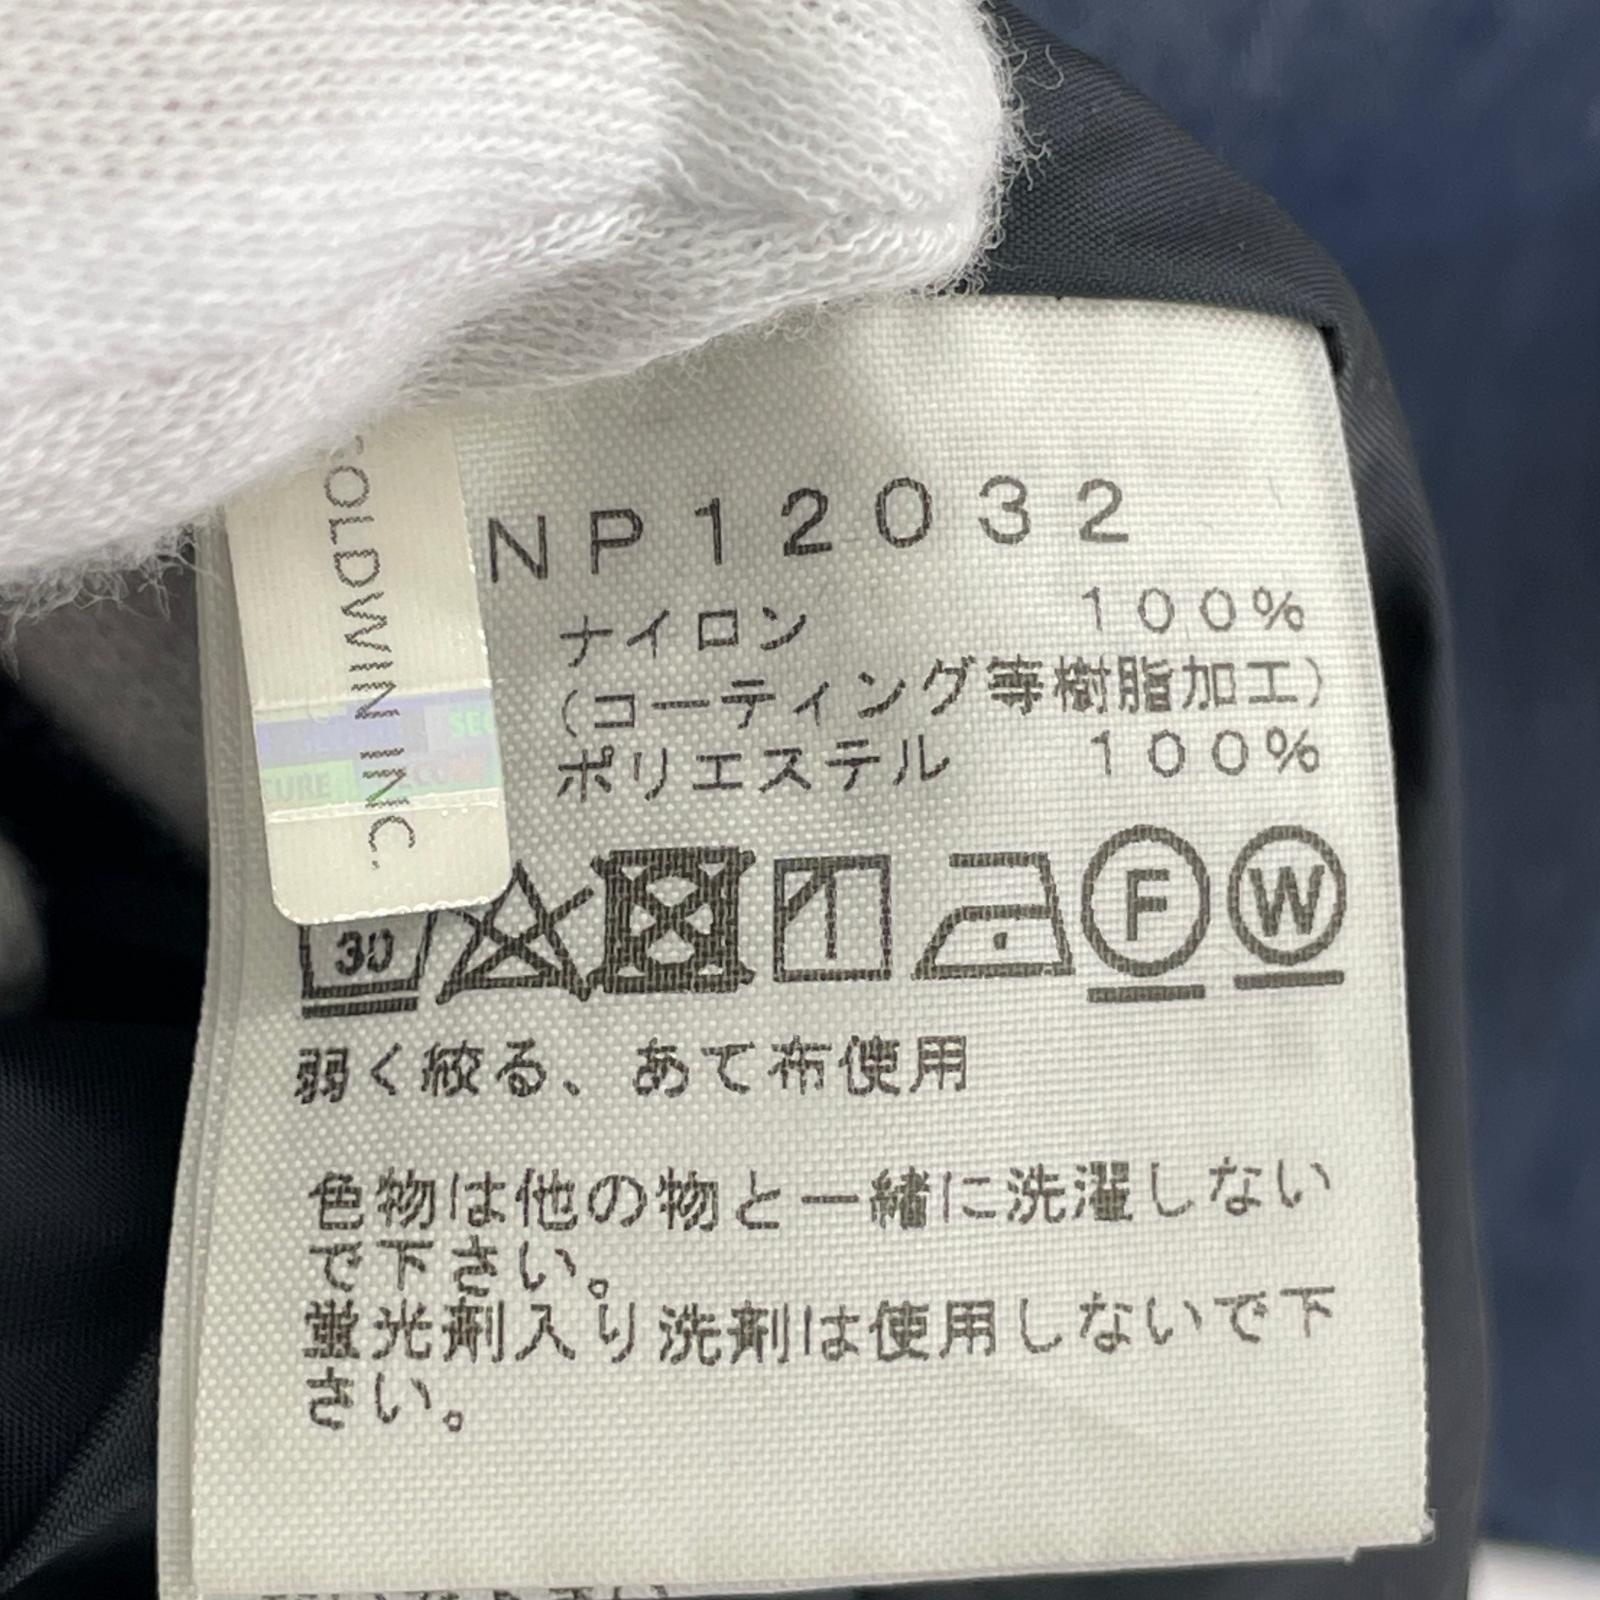 OLDWIN INC.
SEC
CURE
NP12032
ナイロン 100%
(コーティング等樹脂加工)
ポリエステル 100%
30
F
W
弱く絞る、あて布使用
色物は他の物と一緒に洗濯しない
で下さい。
蛍光剤入り洗剤は使用しないで下
さい。